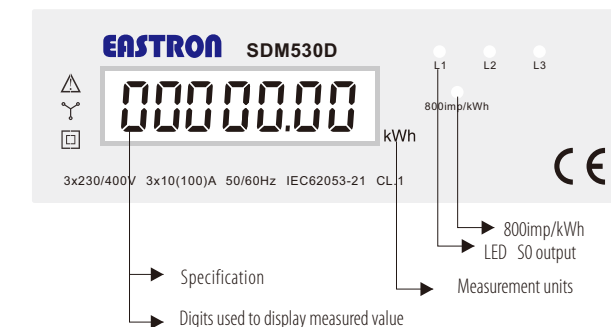 EASTRON SDM530D
L1 L2 L3
00000.00
800imp/kWh
kWh
3x230/400V 3x10(100)A 50/60Hz IEC62053-21 CL.1
CE
800imp/kWh
LED S0 output
Specification
Measurement units
Digits used to display measured value